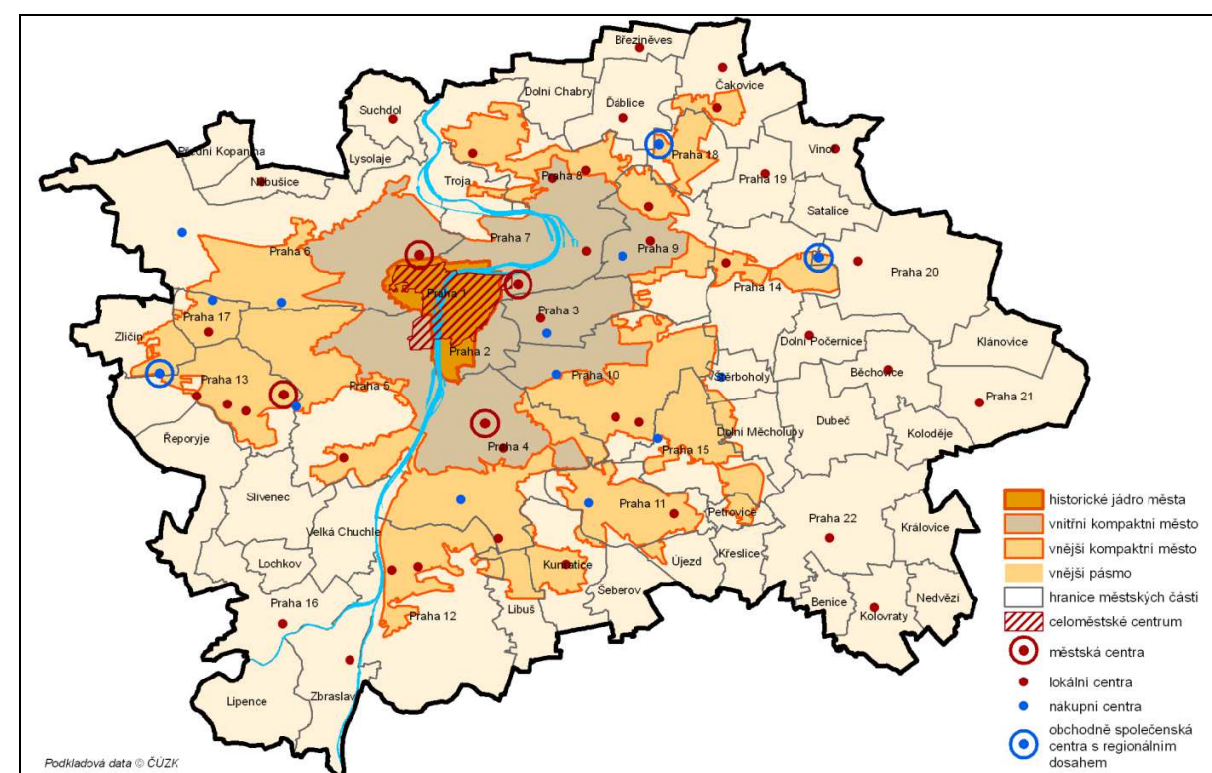 Březiněves
Čakovice
Dolní Chabry
Ďáblice
Suchdol
Přední Kopanina
Lysolaje
Nebušice
Troja
Praha 8
Praha 18
Vinoř
Praha 19
Satalice
Praha 7
Praha 6
Praha 9
Praha 20
Praha 14
Praha 1
Praha 3
Praha 17
Zličín
Praha 2
Dolní Počernice
Klánovice
Praha 13
Praha 5
Praha 10
Štěrboholy
Běchovice
Praha 21
Řeporyje
Dubeč
Dolní Měcholupy
Koloděje
Praha 4
Praha 15
Slivenec
Praha 11
Velká Chuchle
Petrovice
Praha 22
Královice
Lochkov
Kunratice
Újezd
Křeslice
Šeberov
Praha 16
Praha 12
Libuš
Benice
Nedvězí
Kolovraty
Lipence
Zbraslav
historické jádro města
vnitřní kompaktní město
vnější kompaktní město
vnější pásmo
hranice městských částí
celoměstské centrum
městská centra
lokální centra
nákupní centra
obchodně společenská
centra s regionálním
dosahem
Podkladová data © ČÚZK